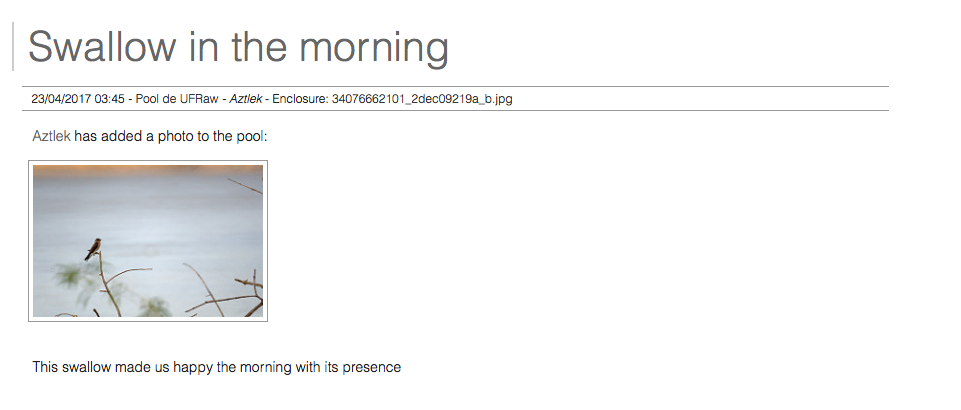 Swallow in the morning
23/04/2017 03:45 - Pool de UFRaw - Aztlek - Enclosure: 34076662101_2dec09219a_b.jpg
Aztlek has added a photo to the pool:
This swallow made us happy the morning with its presence